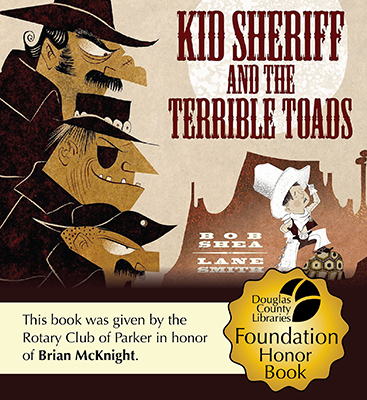 KID SHERIFF
AND THE
TERRIBLE TOADS
BOB
SHEA
LANE
SMITH
This book was given by the
Rotary Club of Parker in honor
of Brian McKnight.
Douglas
County
Libraries
Foundation
Honor
Book